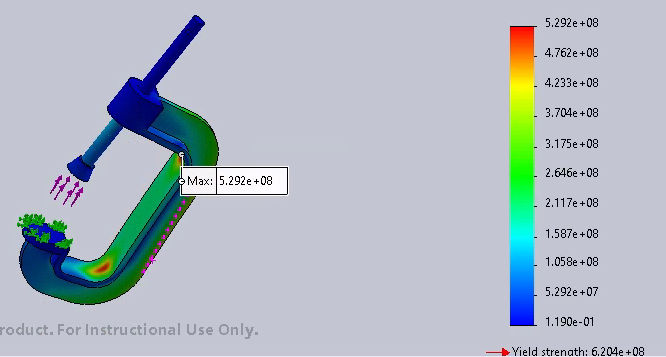 5.292e+08
4.762e+08
4.233e+08
3.704e+08
3.175e+08
2.646e+08
2.117e+08
1.587e+08
1.058e+08
5.292e+07
1.190e-01
Max: 5.292e+08
roduct. For Instructional Use Only.
Yield strength: 6.204e+08